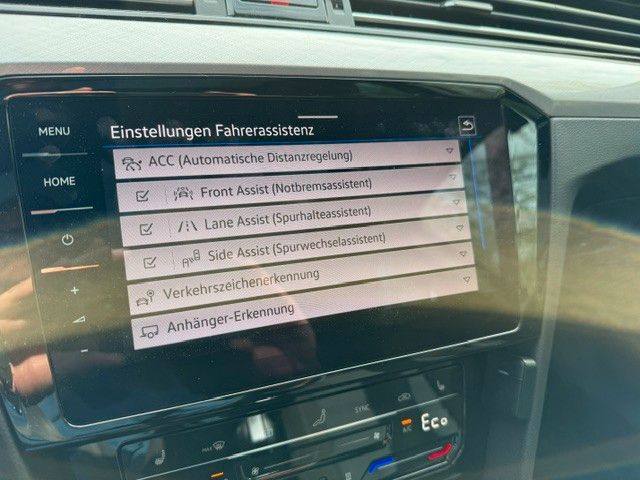 MENU
Einstellungen Fahrerassistenz
ACC (Automatische Distanzregelung)
HOME
Front Assist (Notbremsassistent)
Lane Assist (Spurhalteassistent)
Side Assist (Spurwechselassistent)
+
Verkehrszeichenerkennung
Anhänger-Erkennung
-
MAX
SYNC
A/C
Eco